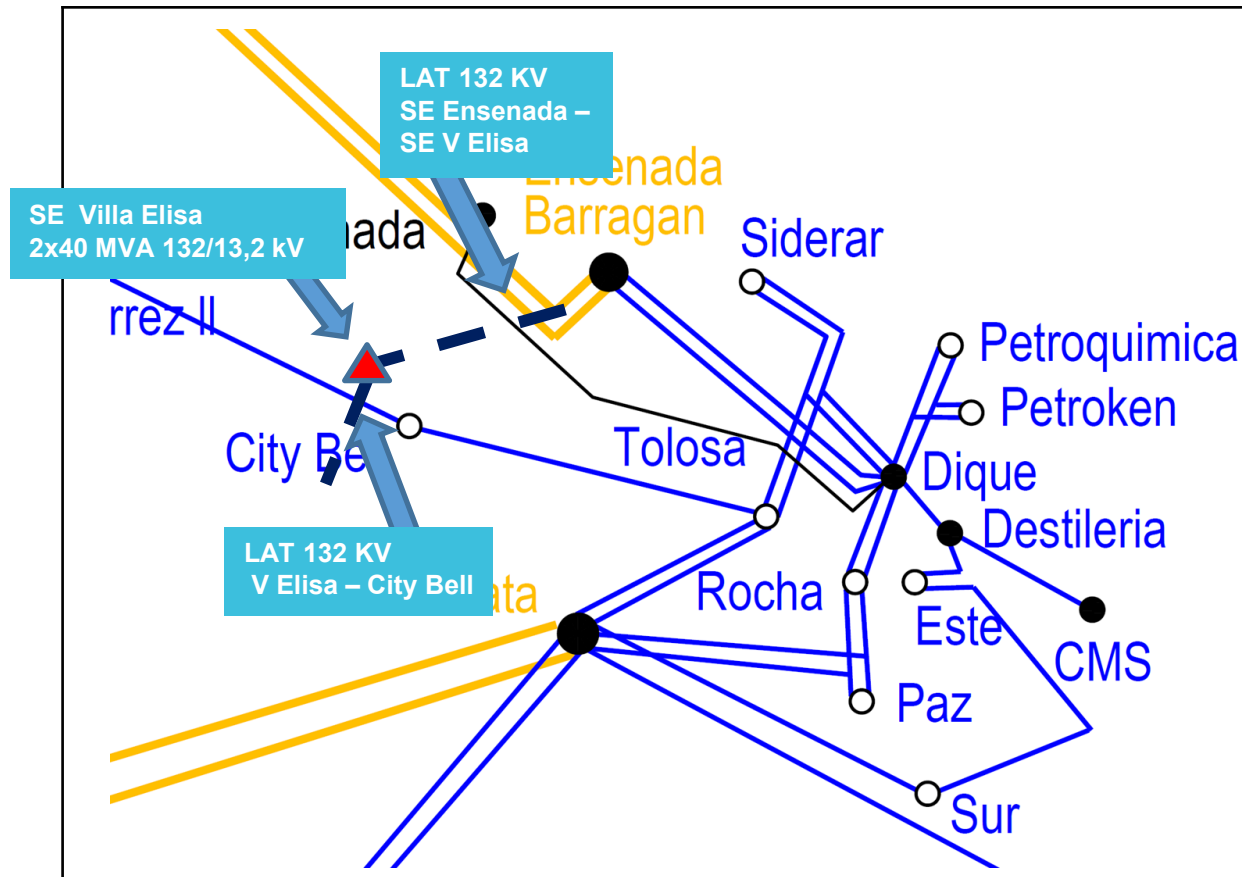 LAT 132 KV
SE Ensenada –
SE V Elisa
Ensenada
Barragan
SE  Villa Elisa
2x40 MVA 132/13,2 kV
nada
Siderar
rrez II
Petroquimica
Petroken
City Be
Tolosa
Dique
Destileria
LAT 132 KV
V Elisa – City Bell
ata
Rocha
Este
CMS
Paz
Sur